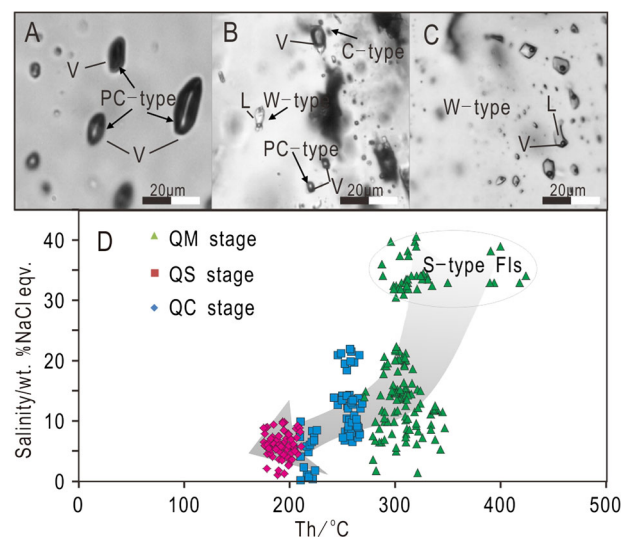 A
V
PC-type
V
20μm
B
V
C-type
L
W-type
PC-type
V
20μm
C
W-type
L
V
20μm
D
QM stage
QS stage
QC stage
S-type FIs
40
30
20
10
0
Salinity/wt. %NaCl eqv.
0 100 200 300 400 500
Th/°C